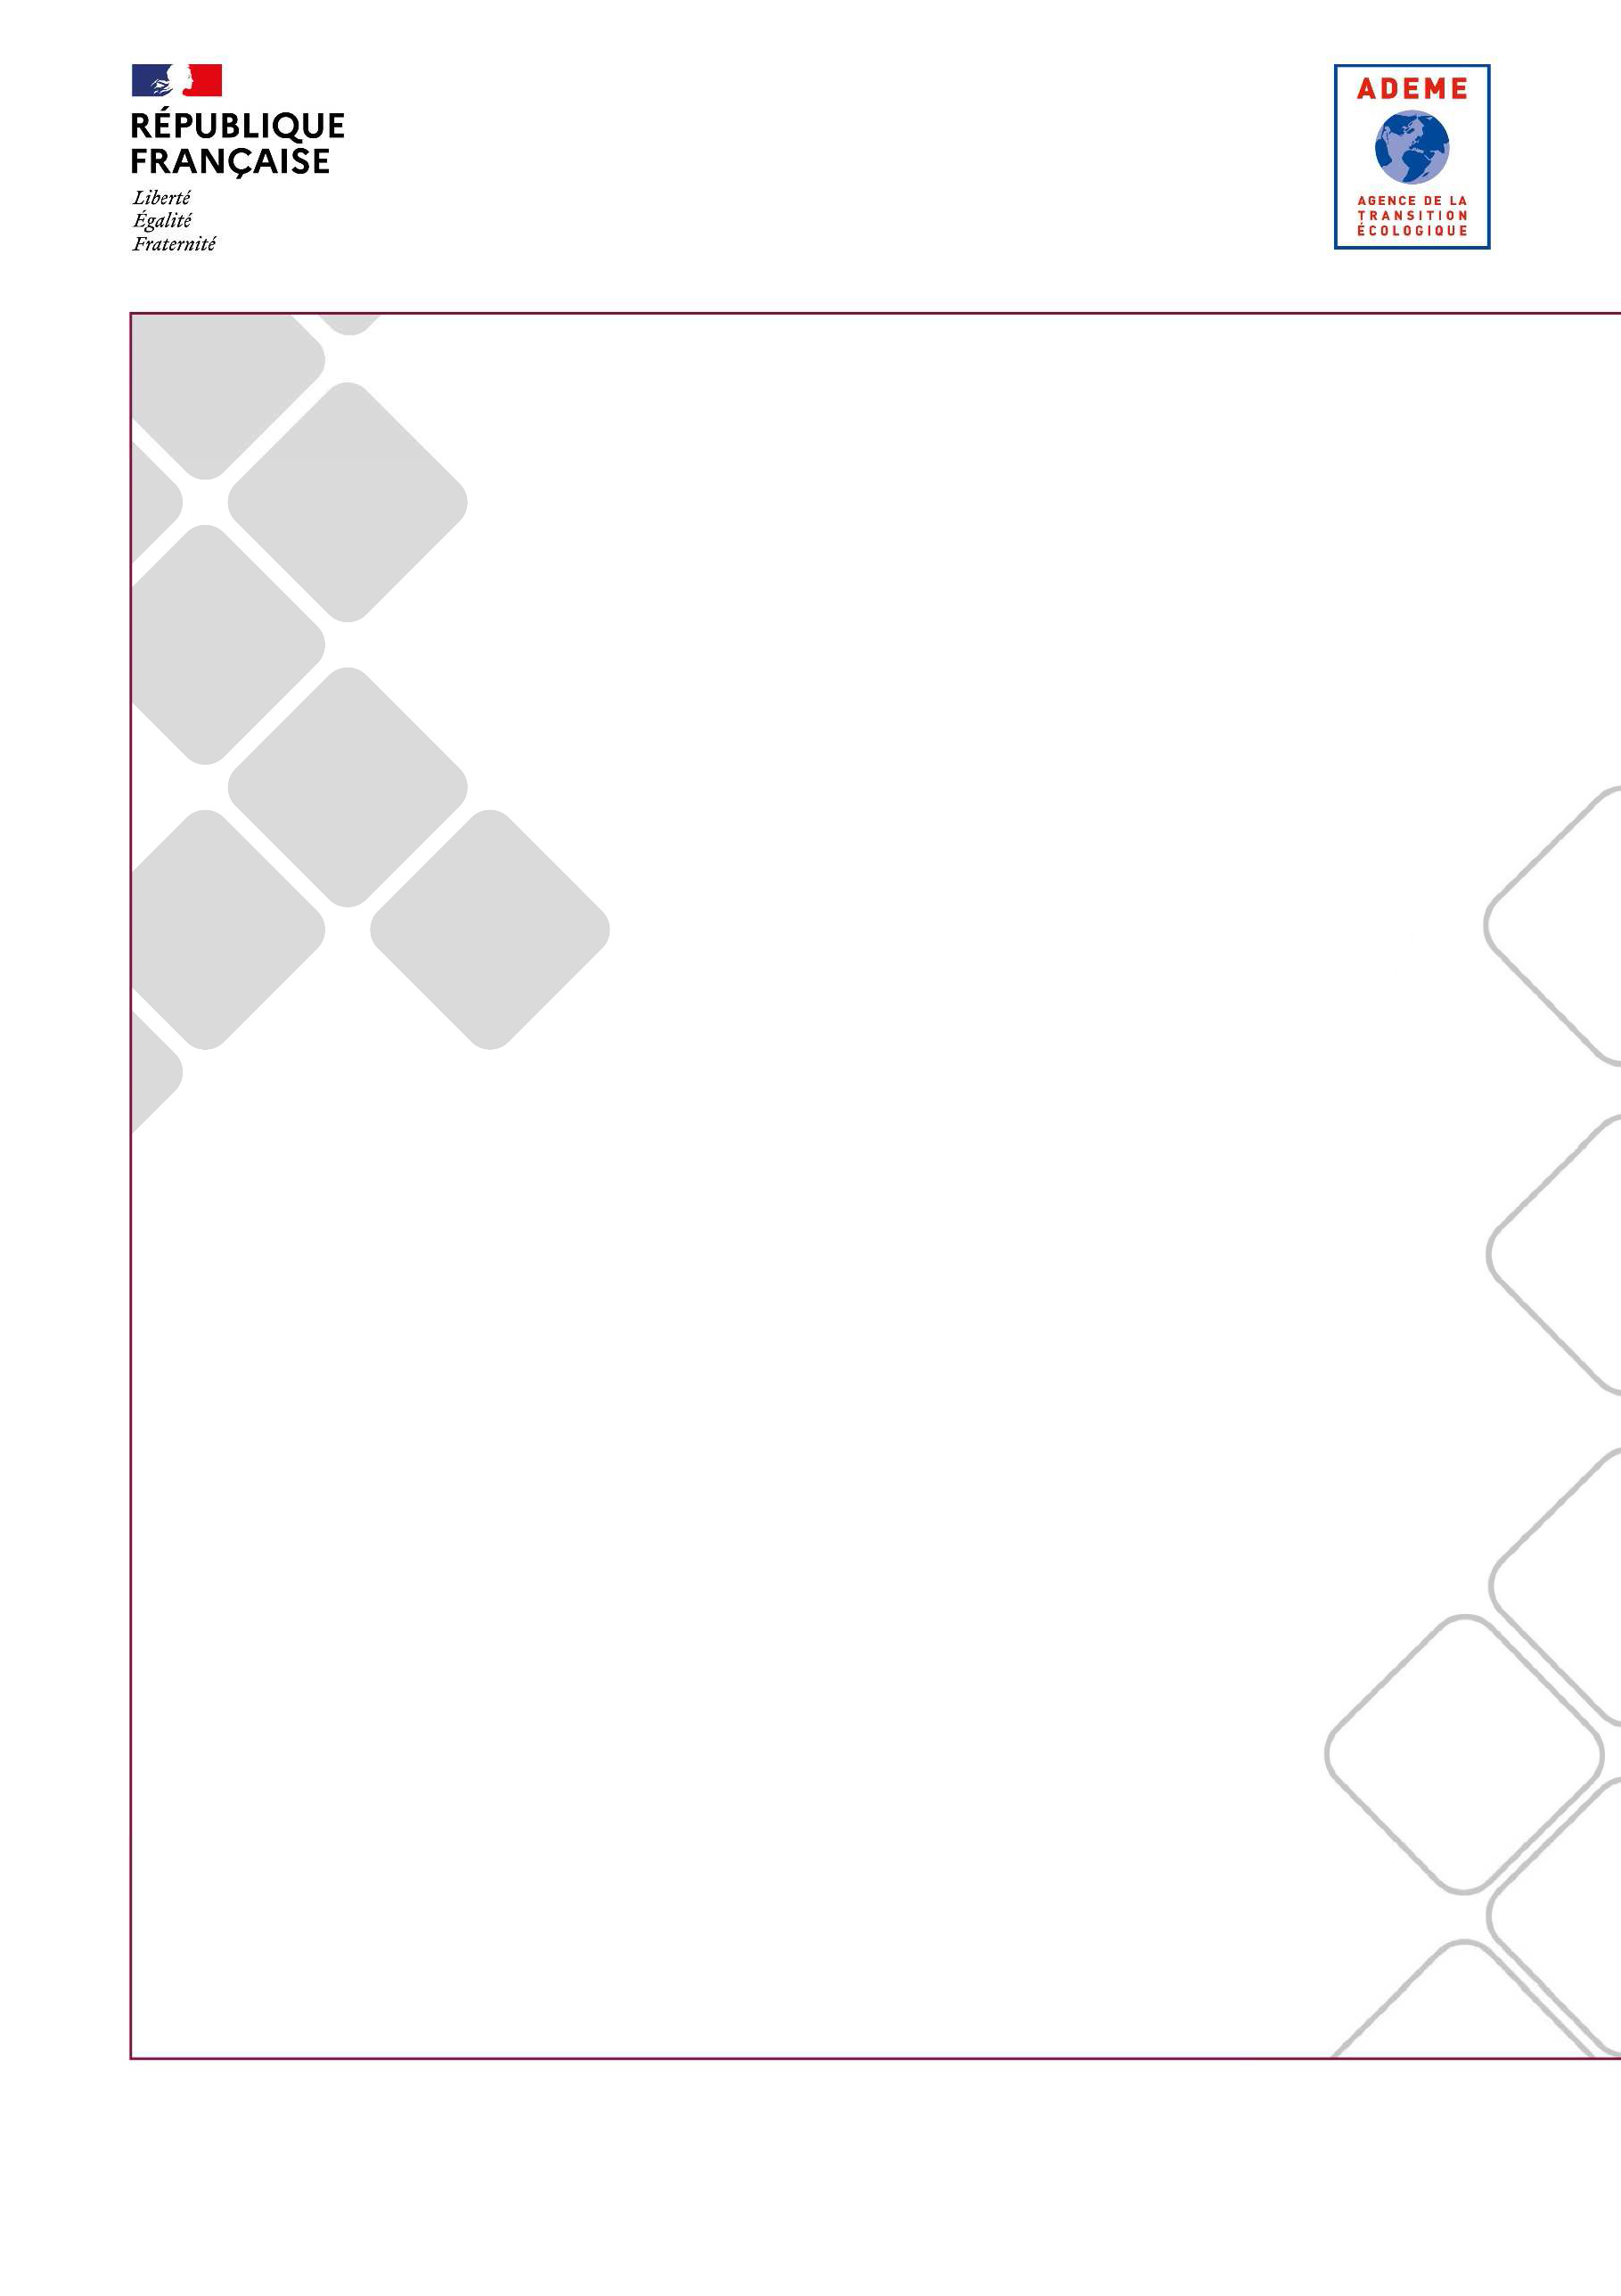 RÉPUBLIQUE
FRANÇAISE
Liberté
Égalité
Fraternité
ADEME
AGENCE DE LA
TRANSITION
ÉCOLOGIQUE